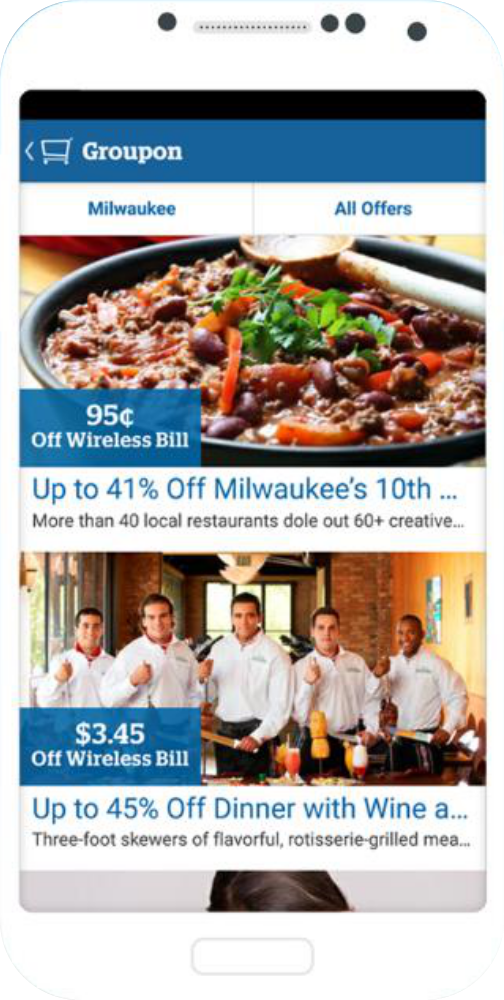 Groupon
Milwaukee
All Offers
95¢
Off Wireless Bill
Up to 41% Off Milwaukee's 10th ...
More than 40 local restaurants dole out 60+ creative...
$3.45
Off Wireless Bill
Up to 45% Off Dinner with Wine a...
Three-foot skewers of flavorful, rotisserie-grilled mea...